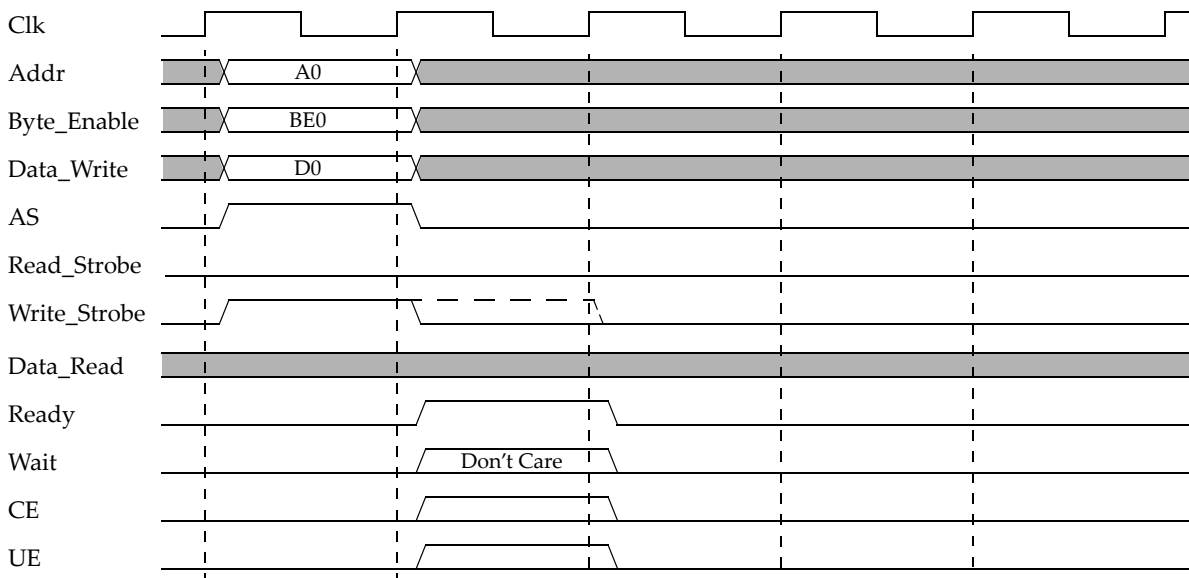 Clk
Addr A0
Byte_Enable BE0
Data_Write D0
AS
Read_Strobe
Write_Strobe
Data_Read
Ready
Wait Don't Care
CE
UE